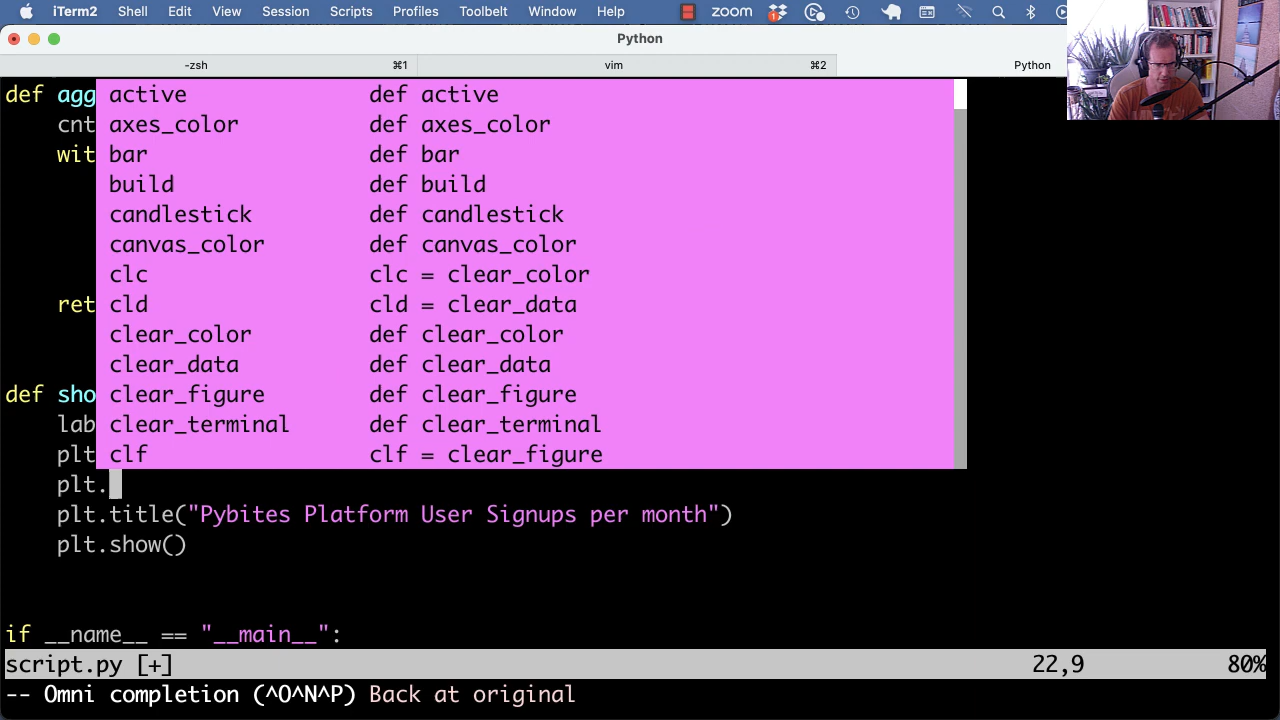 iTerm2 Shell Edit View Session Scripts Profiles Toolbelt Window Help zoom 1
Python
-zsh ⌘1 vim ⌘2 Python
def agg active def active
cnt axes_color def axes_color
wit bar def bar
build def build
candlestick def candlestick
canvas_color def canvas_color
clc clc = clear_color
ret cld cld = clear_data
clear_color def clear_color
clear_data def clear_data
def sho clear_figure def clear_figure
lab clear_terminal def clear_terminal
plt clf clf = clear_figure
plt.
plt.title("Pybites Platform User Signups per month")
plt.show()
if __name__ == "__main__":
script.py [+] 22,9 80%
-- Omni completion (^O^N^P) Back at original